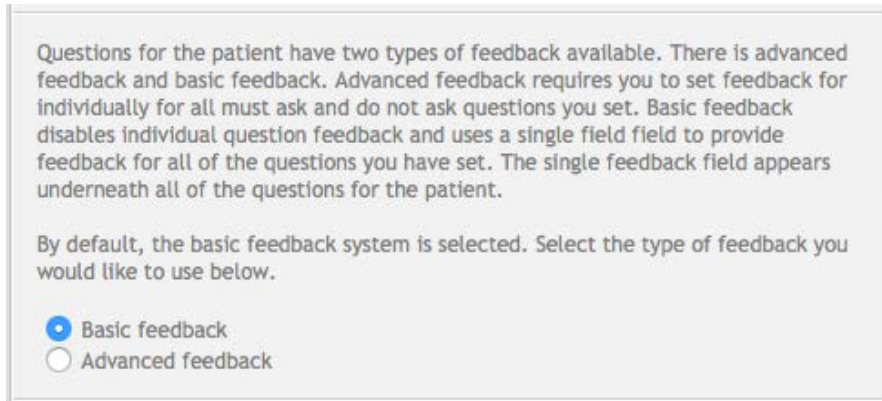 Questions for the patient have two types of feedback available. There is advanced
feedback and basic feedback. Advanced feedback requires you to set feedback for
individually for all must ask and do not ask questions you set. Basic feedback
disables individual question feedback and uses a single field field to provide
feedback for all of the questions you have set. The single feedback field appears
underneath all of the questions for the patient.
By default, the basic feedback system is selected. Select the type of feedback you
would like to use below.
Basic feedback
Advanced feedback